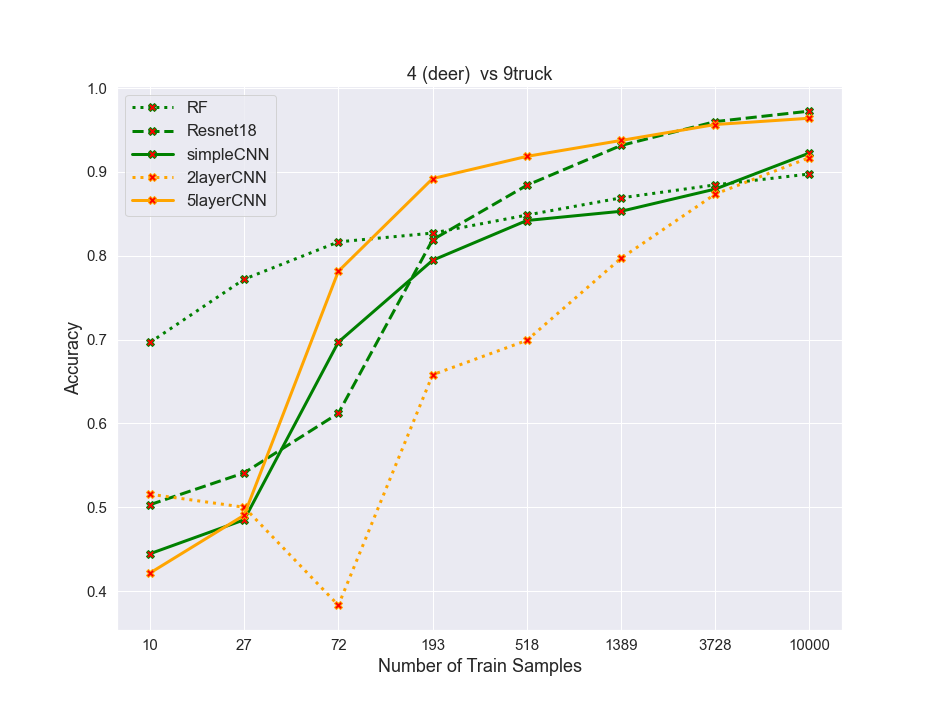 4 (deer)  vs 9truck
RF
Resnet18
simpleCNN
2layerCNN
5layerCNN
Accuracy
1.0
0.9
0.8
0.7
0.6
0.5
0.4
10 27 72 193 518 1389 3728 10000
Number of Train Samples